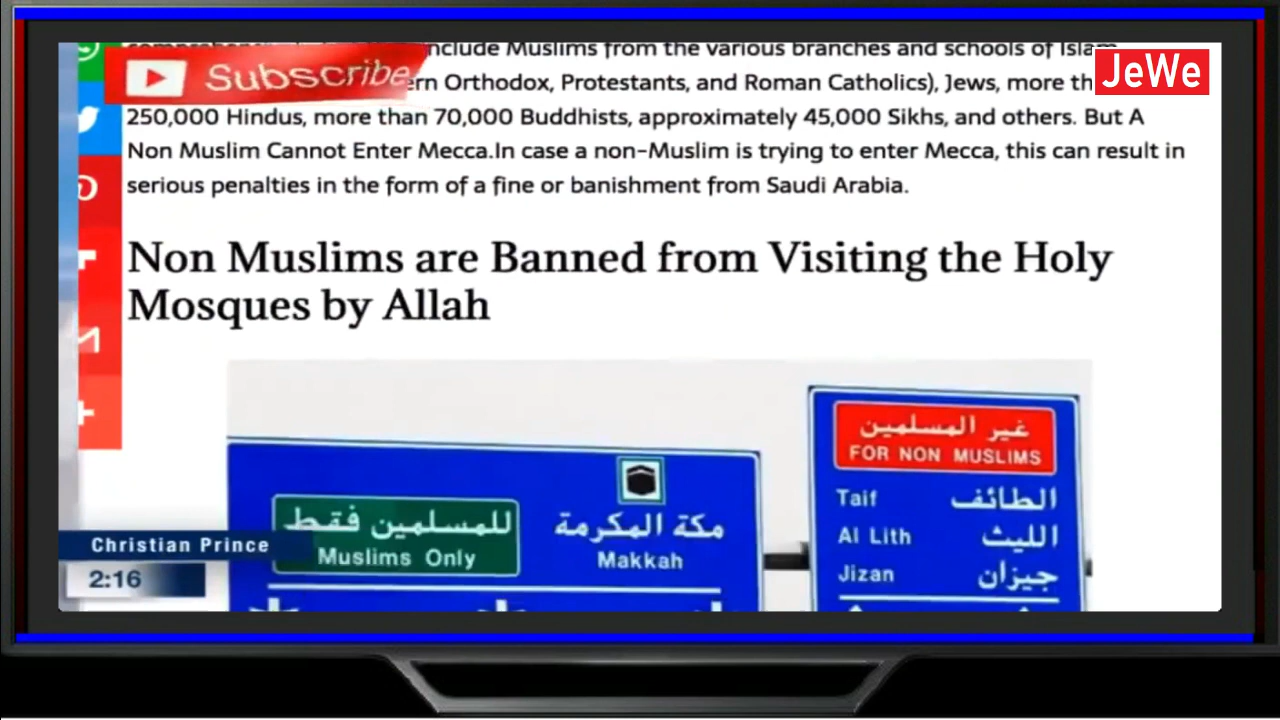 include Muslims from the various branches and schools of Islam
Subscribe
JeWe
ern Orthodox, Protestants, and Roman Catholics), Jews, more th
250,000 Hindus, more than 70,000 Buddhists, approximately 45,000 Sikhs, and others. But A
Non Muslim Cannot Enter Mecca.In case a non-Muslim is trying to enter Mecca, this can result in
serious penalties in the form of a fine or banishment from Saudi Arabia.
Non Muslims are Banned from Visiting the Holy
Mosques by Allah
غير المسلمين
FOR NON MUSLIMS
Taif الطائف
Al Lith الليث
Jizan جيزان
للمسلمين فقط
Muslims Only
مكة المكرمة
Makkah
Christian Prince
2:16